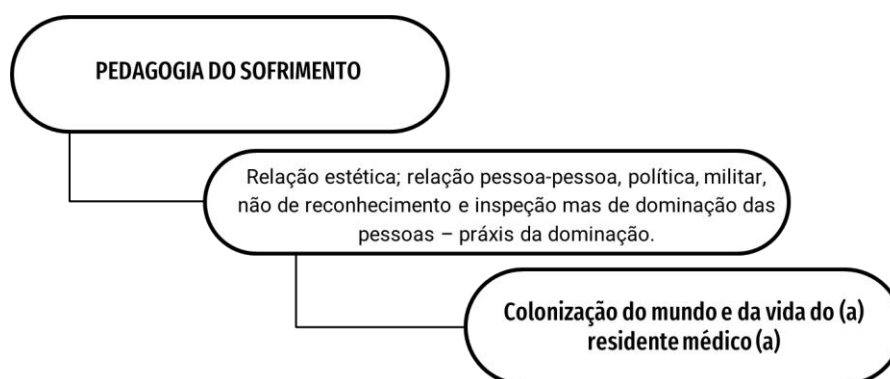 PEDAGOGIA DO SOFRIMENTO
Relação estética; relação pessoa-pessoa, política, militar,
não de reconhecimento e inspeção mas de dominação das
pessoas – práxis da dominação.
Colonização do mundo e da vida do (a)
residente médico (a)